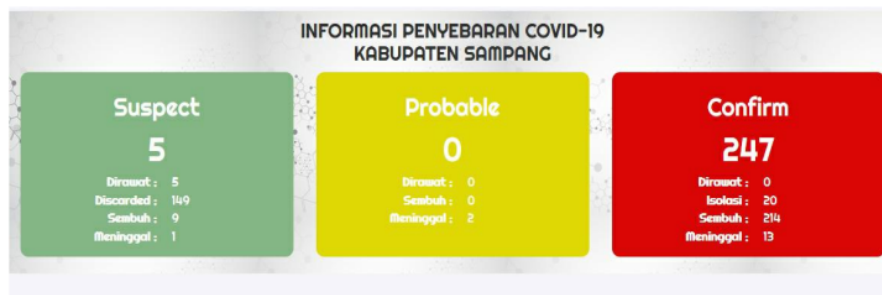 INFORMASI PENYEBARAN COVID-19
KABUPATEN SAMPANG
Suspect
5
Dirawat : 5
Discarded : 149
Sembuh : 9
Meninggal : 1
Probable
0
Dirawat : 0
Sembuh : 0
Meninggal : 2
Confirm
247
Dirawat : 0
Isolasi : 20
Sembuh : 214
Meninggal : 13